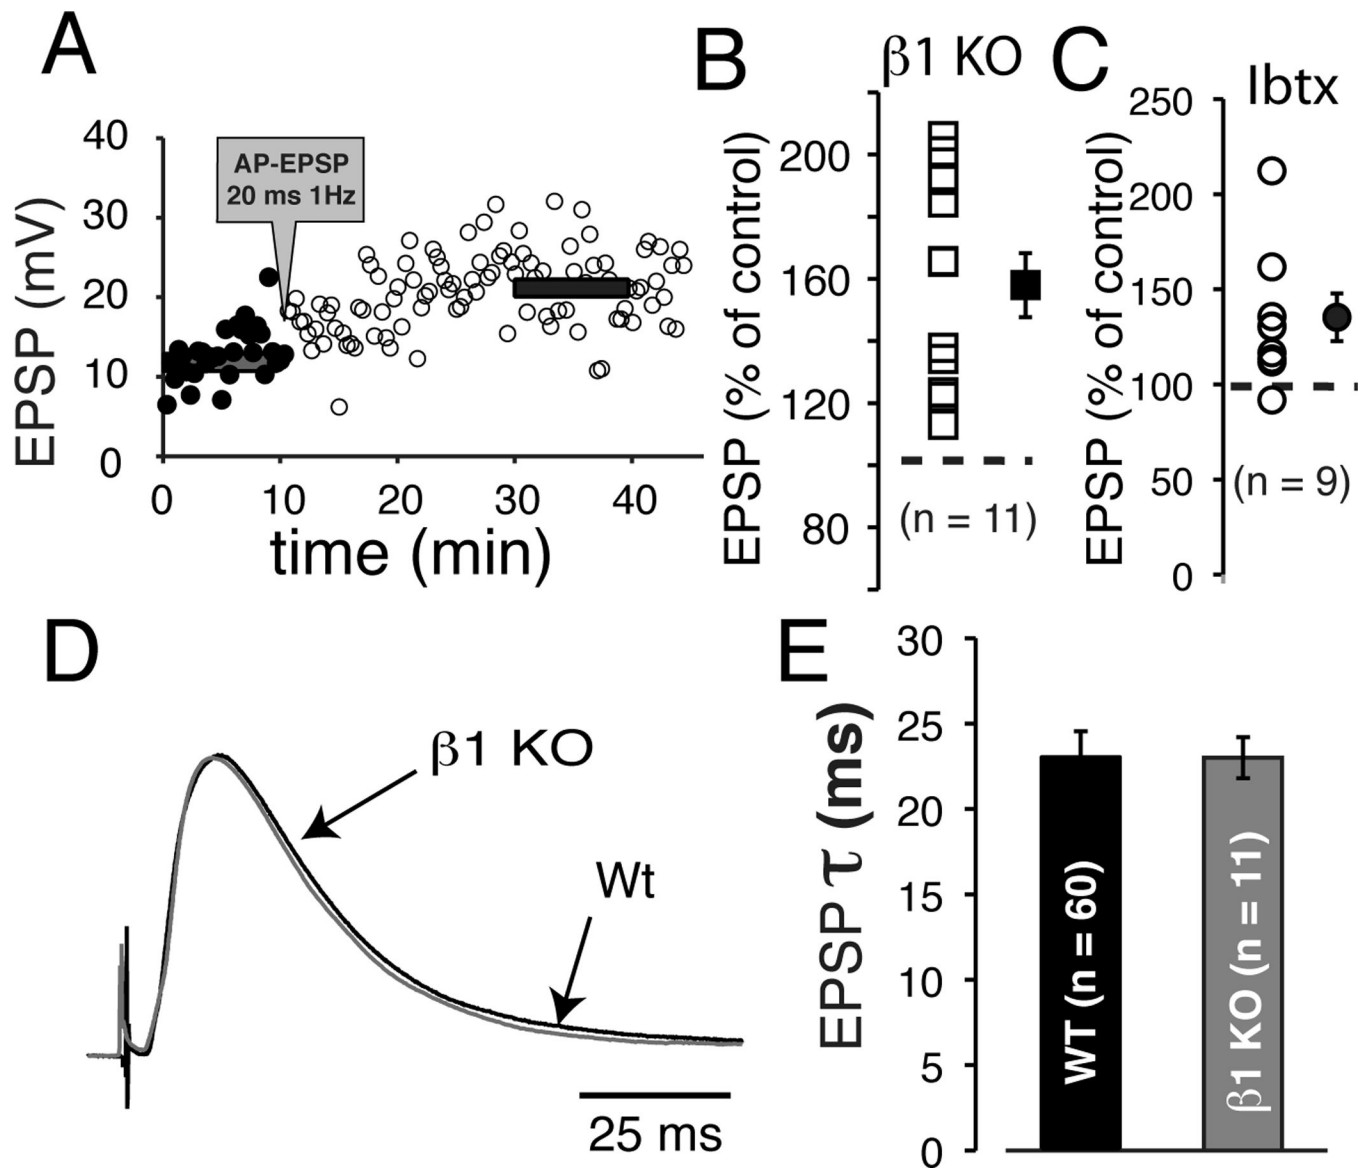 A
EPSP (mV)
40
30
20
10
0
AP-EPSP
20 ms 1Hz
0 10 20 30 40
time (min)
B
β1 KO
EPSP (% of control)
200
160
120
80
(n = 11)
C
Ibtx
EPSP (% of control)
250
200
150
100
50
0
(n = 9)
D
β1 KO
Wt
25 ms
E
EPSP τ (ms)
30
25
20
15
10
5
0
WT (n = 60)
β1 KO (n = 11)